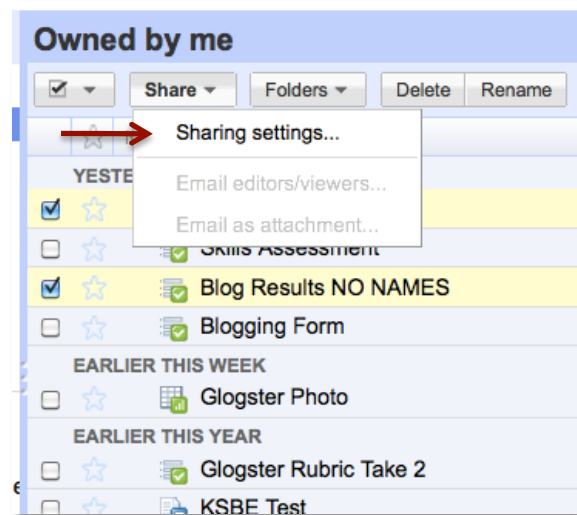 Owned by me
Share Folders Delete Rename
Sharing settings...
Email editors/viewers...
Email as attachment...
YESTE
Skills Assessment
Blog Results NO NAMES
Blogging Form
EARLIER THIS WEEK
Glogster Photo
EARLIER THIS YEAR
Glogster Rubric Take 2
e
KSBE Test